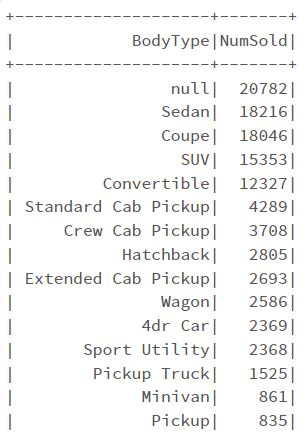 +--------------------+-------+
|            BodyType|NumSold|
+--------------------+-------+
|                null|  20782|
|               Sedan|  18216|
|               Coupe|  18046|
|                 SUV|  15353|
|         Convertible|  12327|
| Standard Cab Pickup|   4289|
|     Crew Cab Pickup|   3708|
|           Hatchback|   2805|
| Extended Cab Pickup|   2693|
|               Wagon|   2586|
|             4dr Car|   2369|
|       Sport Utility|   2368|
|        Pickup Truck|   1525|
|             Minivan|    861|
|              Pickup|    835|